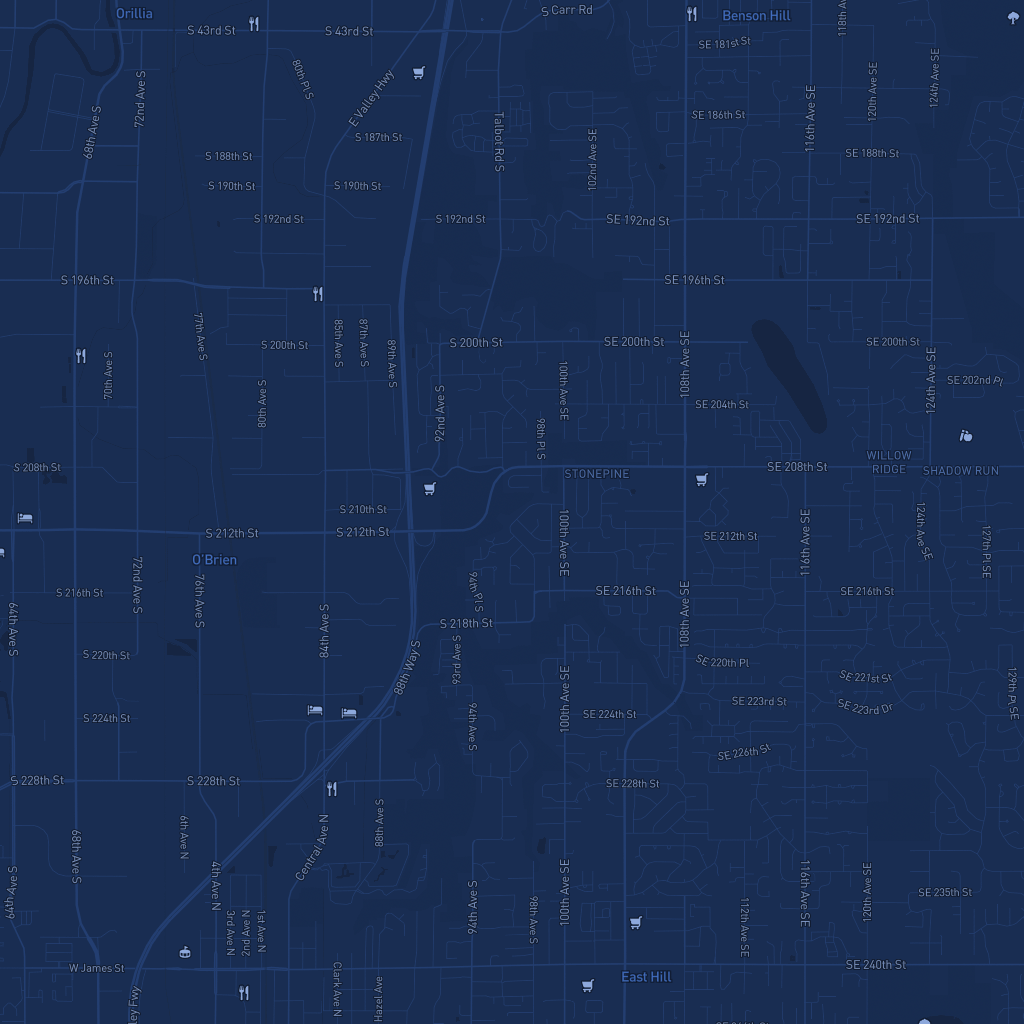 Orillia
S Carr Rd
Benson Hill
S 43rd St
S 43rd St
SE 181st St
80th Pl S
E Valley Hwy
72nd Ave S
68th Ave S
124th Ave SE
120th Ave SE
116th Ave SE
SE 186th St
Talbot Rd S
S 187th St
102nd Ave SE
S 188th St
SE 188th St
S 190th St
S 190th St
S 192nd St
S 192nd St
SE 192nd St
SE 192nd St
S 196th St
SE 196th St
77th Ave S
85th Ave S
87th Ave S
89th Ave S
S 200th St
S 200th St
SE 200th St
SE 200th St
108th Ave SE
70th Ave S
80th Ave S
100th Ave SE
124th Ave SE
SE 202nd Pl
92nd Ave S
98th Pl S
SE 204th St
S 208th St
STONEPINE
SE 208th St
WILLOW
RIDGE
SHADOW RUN
S 210th St
S 212th St
S 212th St
SE 212th St
100th Ave SE
116th Ave SE
124th Ave SE
127th Pl SE
O'Brien
72nd Ave S
76th Ave S
94th Pl S
S 216th St
SE 216th St
SE 216th St
64th Ave S
84th Ave S
S 218th St
108th Ave SE
88th Way S
93rd Ave S
S 220th St
SE 220th Pl
SE 221st St
129th Pl SE
SE 223rd St
SE 223rd Dr
S 224th St
94th Ave S
100th Ave SE
SE 224th St
SE 226th St
S 228th St
S 228th St
SE 228th St
68th Ave S
6th Ave N
88th Ave S
Central Ave N
64th Ave S
4th Ave N
94th Ave S
98th Ave S
100th Ave SE
116th Ave SE
120th Ave SE
SE 235th St
3rd Ave N
2nd Ave N
1st Ave N
112th Ave SE
W James St
SE 240th St
East Hill
Clark Ave N
Hazel Ave